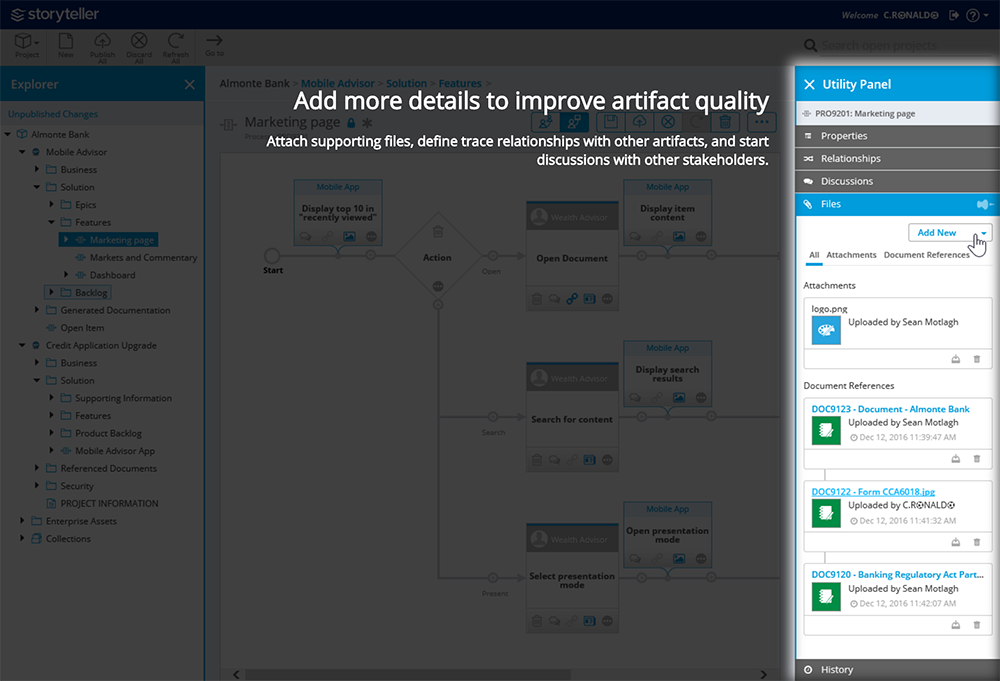 storyteller
Welcome C.R⚽NALD⚽
Project
New
Publish All
Discard All
Refresh All
Go to
Search open projects
Explorer
Unpublished Changes
Almonte Bank
Mobile Advisor
Business
Solution
Epics
Features
Marketing page
Markets and Commentary
Dashboard
Backlog
Generated Documentation
Open Item
Credit Application Upgrade
Business
Solution
Supporting Information
Features
Product Backlog
Mobile Advisor App
Referenced Documents
Security
PROJECT INFORMATION
Enterprise Assets
Collections
Almonte Bank > Mobile Advisor > Solution > Features >
Add more details to improve artifact quality
Marketing page
Attach supporting files, define trace relationships with other artifacts, and start
discussions with other stakeholders.
Mobile App
Display top 10 in
"recently viewed"
Start
Action
Open
Wealth Advisor
Open Document
Mobile App
Display item
content
Search
Wealth Advisor
Search for content
Mobile App
Display search
results
Present
Wealth Advisor
Select presentation
mode
Mobile App
Open presentation
mode
Utility Panel
PRO9201: Marketing page
Properties
Relationships
Discussions
Files
Add New
All Attachments Document References
Attachments
logo.png
Uploaded by Sean Motlagh
Document References
DOC9123 - Document - Almonte Bank
Uploaded by Sean Motlagh
Dec 12, 2016 11:39:47 AM
DOC9122 - Form CCA6018.jpg
Uploaded by C.R⚽NALD⚽
Dec 12, 2016 11:41:32 AM
DOC9120 - Banking Regulatory Act Part...
Uploaded by Sean Motlagh
Dec 12, 2016 11:42:07 AM
History